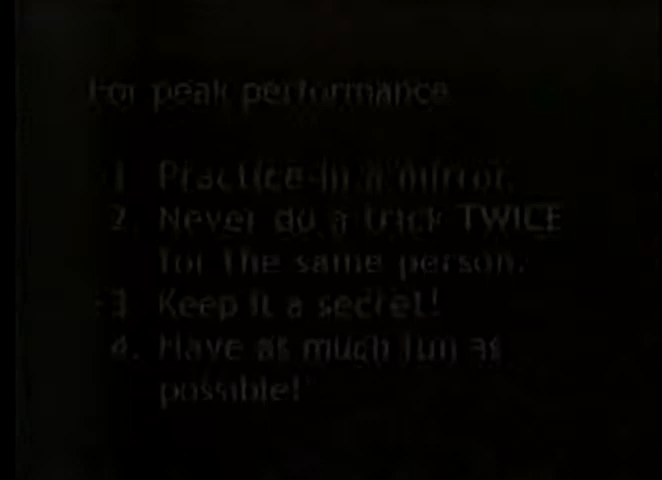 For peak performance
1. Practice in a mirror.
2. Never do a trick TWICE
for the same person.
3. Keep it a secret!
4. Have as much fun as
possible!